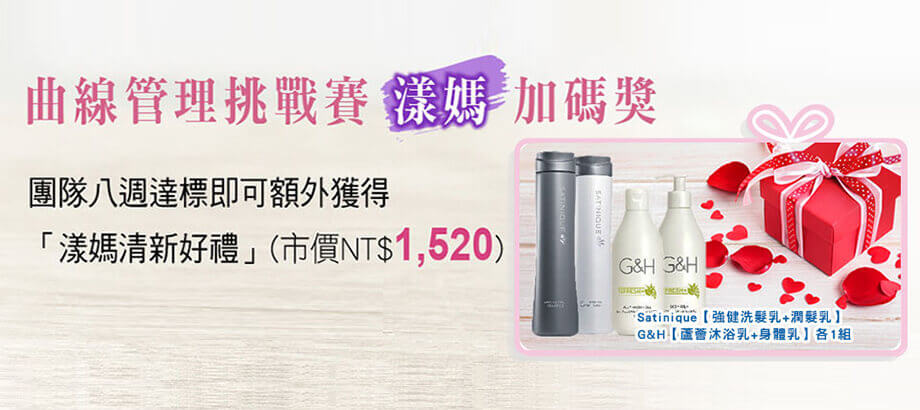 曲線管理挑戰賽 漾媽 加碼獎
團隊八週達標即可額外獲得
「漾媽清新好禮」(市價NT$1,520)
SATINIQUE
SATINIQUE
G&H
REFRESH+
G&H
REFRESH+
Satinique【強健洗髮乳+潤髮乳】
G&H【蘆薈沐浴乳+身體乳】各1組